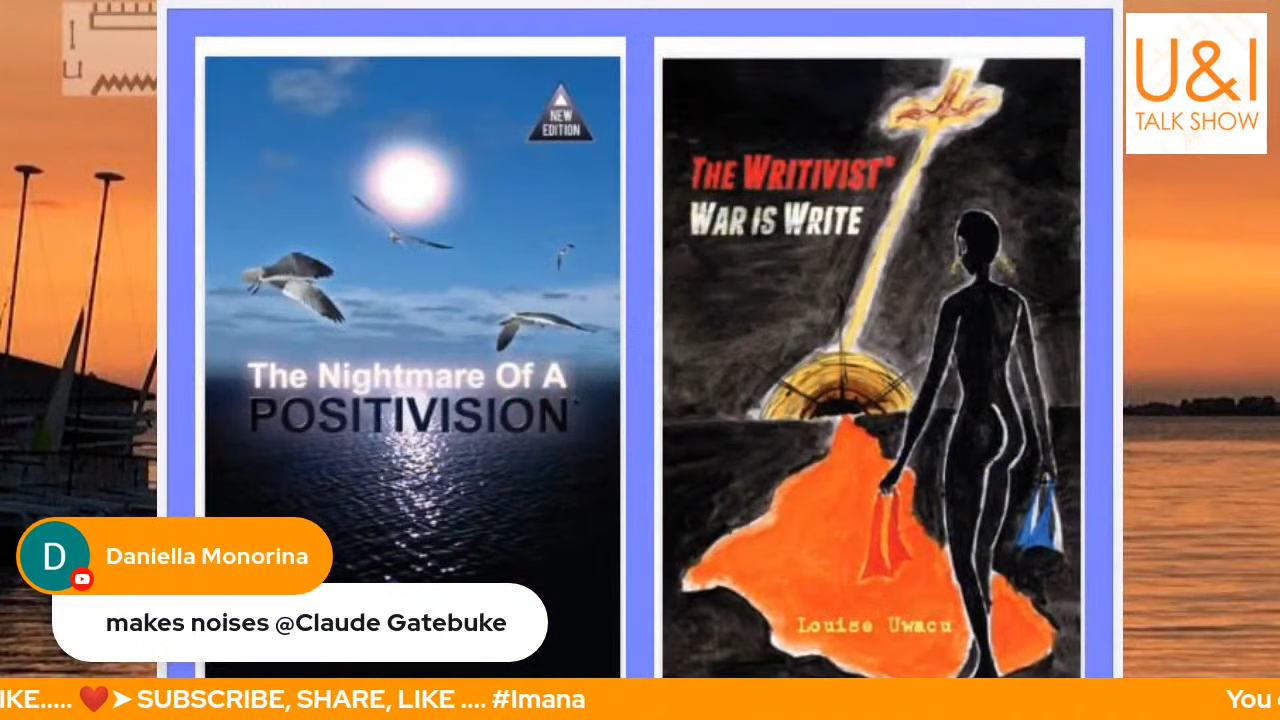 U&I
TALK SHOW
NEW
EDITION
The Nightmare Of A
POSITIVISION
THE WRITIVIST*
WAR IS WRITE
Louise Uwacu
D
Daniella Monorina
makes noises @Claude Gatebuke
IKE..... ❤️➤ SUBSCRIBE, SHARE, LIKE .... #Imana
You